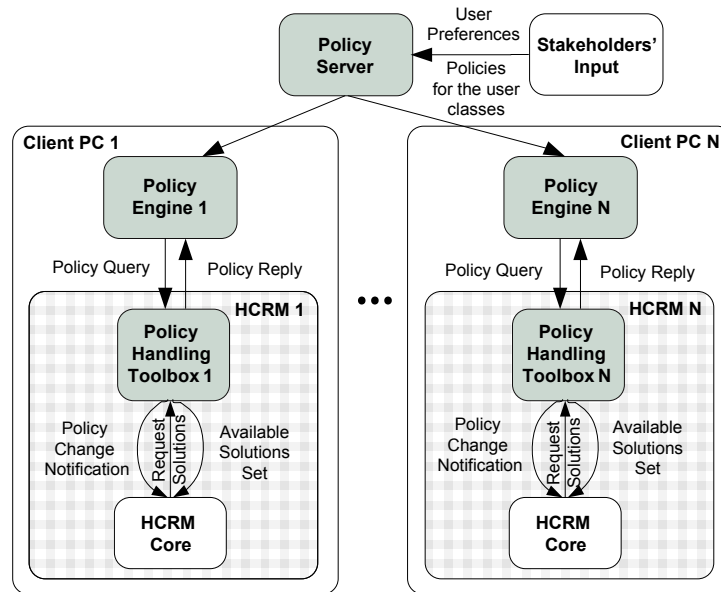 User
Preferences
Policy
Server
Stakeholders'
Input
Policies
for the user
classes
Client PC 1
Policy
Engine 1
Policy Query
Policy Reply
HCRM 1
Policy
Handling
Toolbox 1
Policy
Change
Notification
Request
Solutions
Available
Solutions
Set
HCRM
Core
•••
Client PC N
Policy
Engine N
Policy Query
Policy Reply
HCRM N
Policy
Handling
Toolbox N
Policy
Change
Notification
Request
Solutions
Available
Solutions
Set
HCRM
Core